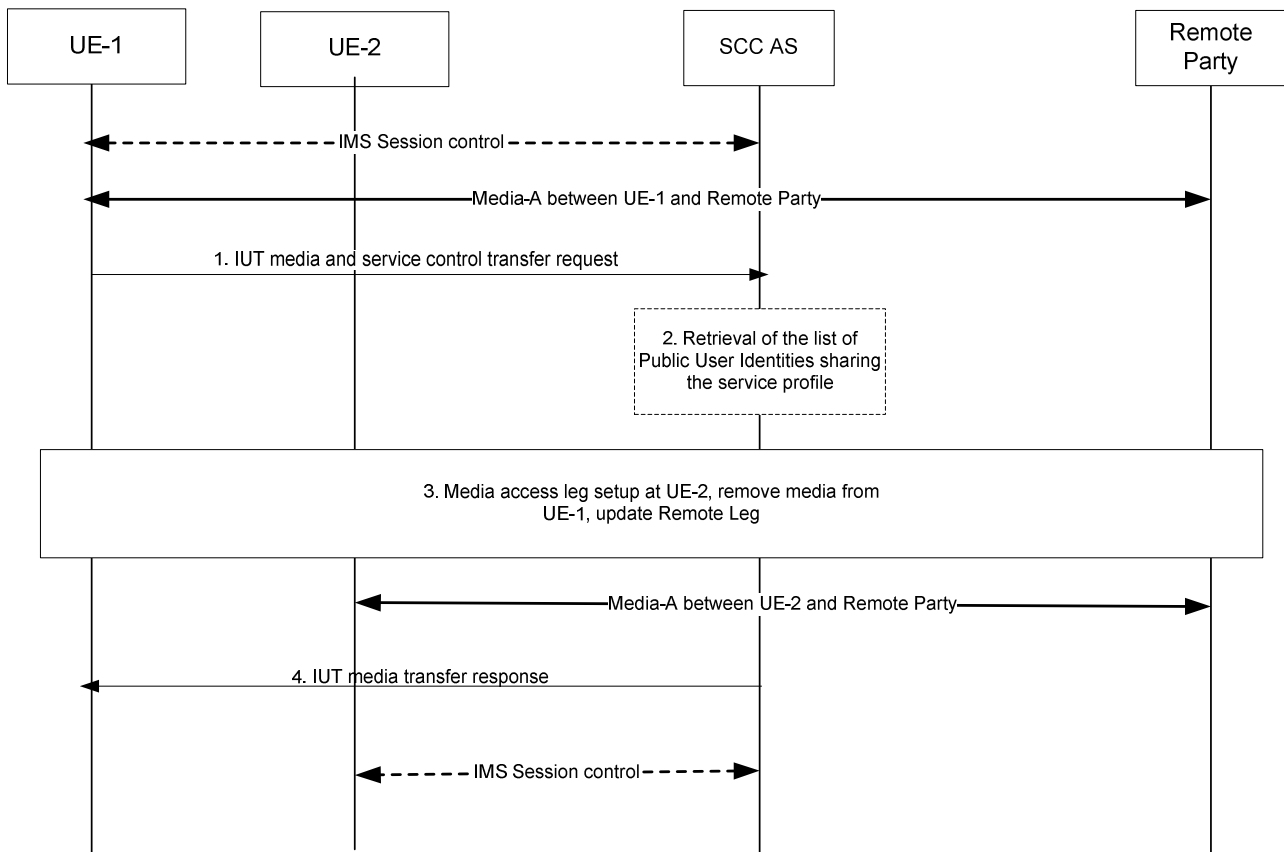 UE-1
UE-2
SCC AS
Remote
Party
IMS Session control
Media-A between UE-1 and Remote Party
1. IUT media and service control transfer request
2. Retrieval of the list of
Public User Identities sharing
the service profile
3. Media access leg setup at UE-2, remove media from
UE-1, update Remote Leg
Media-A between UE-2 and Remote Party
4. IUT media transfer response
IMS Session control